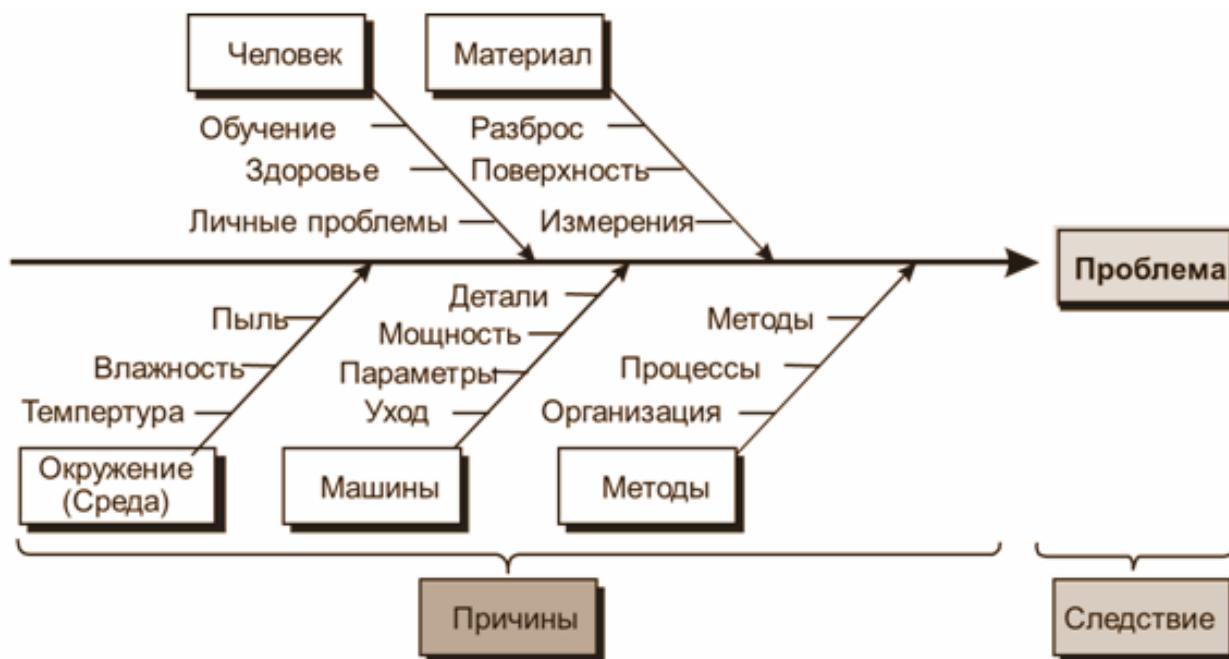 Человек
Материал
Обучение
Разброс
Здоровье
Поверхность
Личные проблемы
Измерения
Проблема
Детали
Пыль
Мощность
Методы
Влажность
Параметры
Процессы
Темпертура
Уход
Организация
Окружение
(Среда)
Машины
Методы
Причины
Следствие